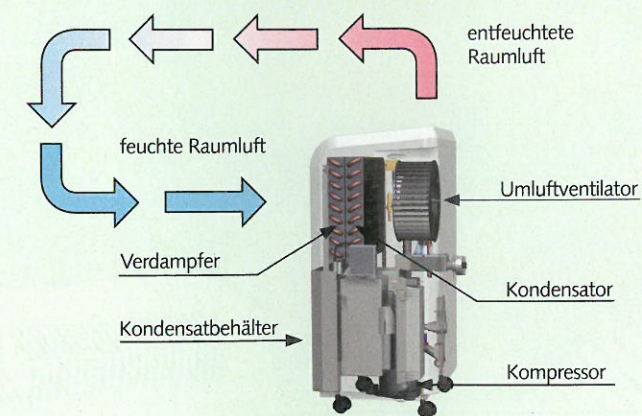 entfeuchtete
Raumluft
feuchte Raumluft
Umluftventilator
Verdampfer
Kondensator
Kondensatbehälter
Kompressor